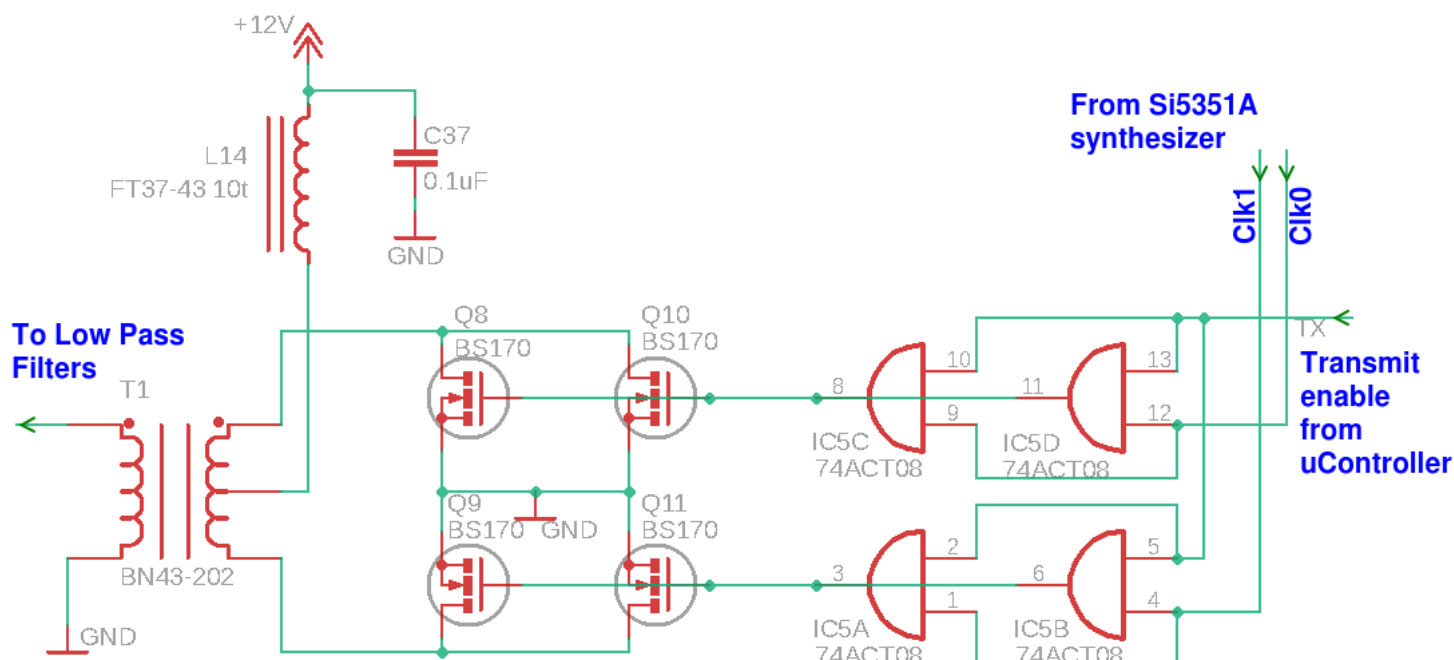 +12V
From Si5351A
synthesizer
C37
L14
0.1uF
FT37-43 10t
Clk1
Clk0
GND
Q8
Q10
To Low Pass
Filters
BS170
BS170
TX
Transmit
enable
from
uController
T1
8
10
11
13
9
12
IC5C
IC5D
74ACT08
74ACT08
Q9
Q11
BS170
GND
BS170
BN43-202
3
2
6
5
1
4
GND
IC5A
IC5B
74ACT08
74ACT08